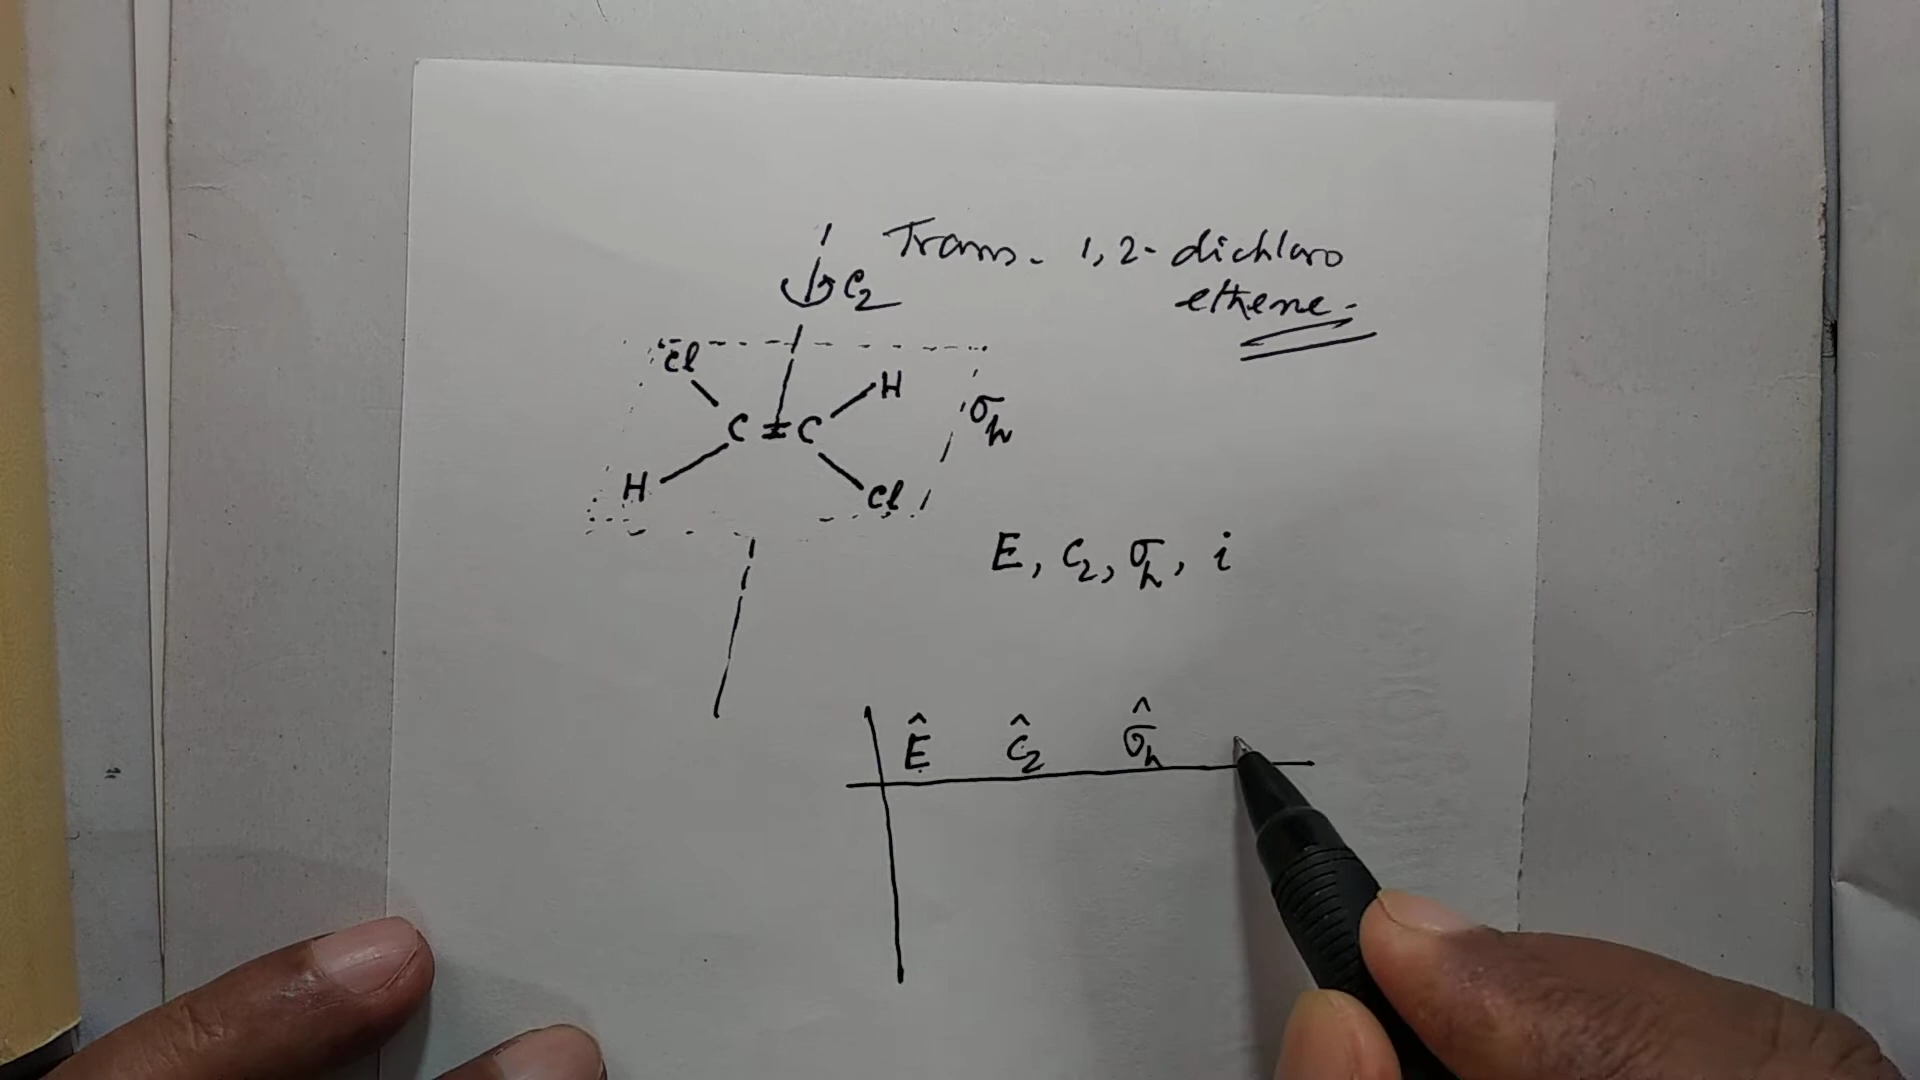 Trans- 1,2-dichloro
ethene-
C2
Cl
H
σh
C=C
H
Cl
E, C2, σh, i
Ê Ĉ2 σ̂h